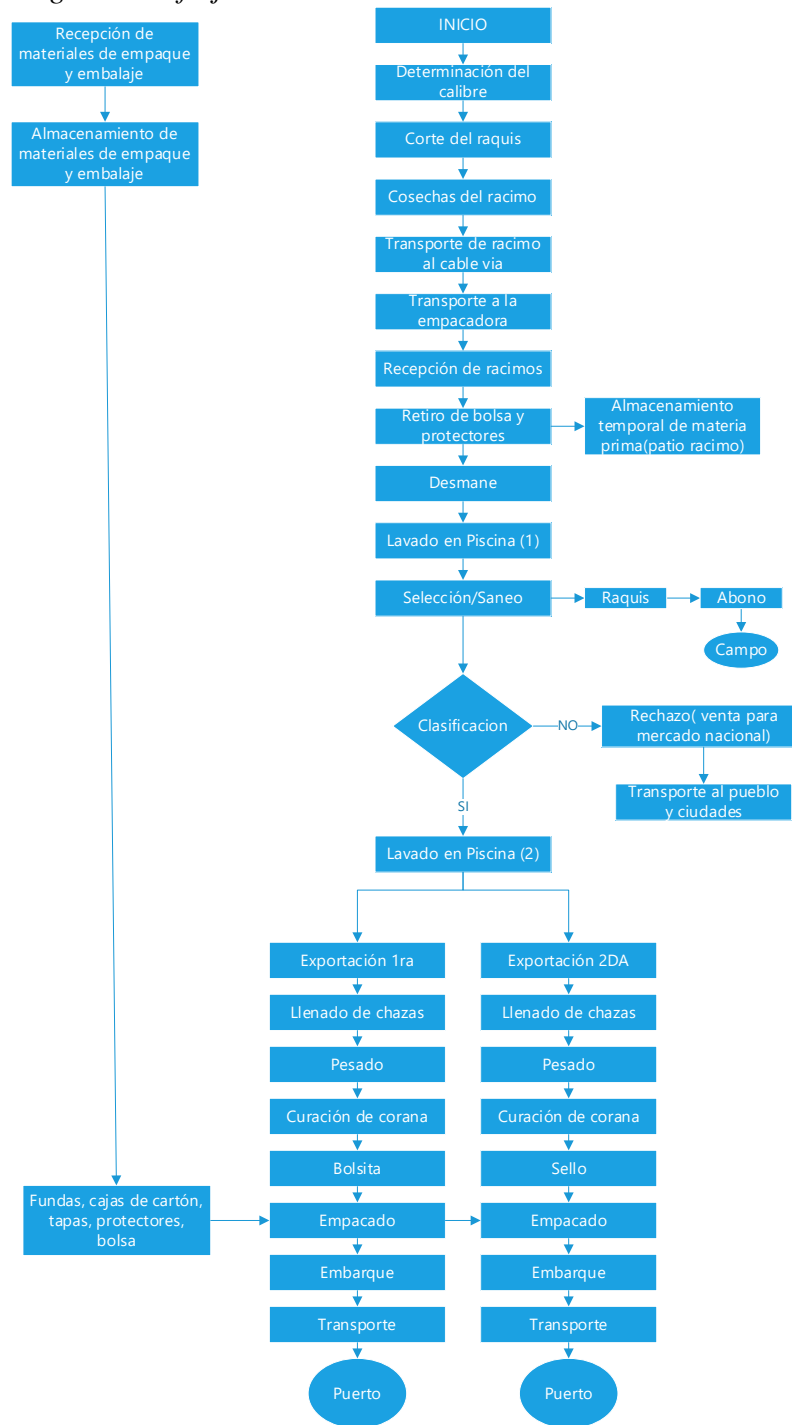 Recepción de
materiales de empaque
y embalaje
Almacenamiento de
materiales de empaque
y embalaje
INICIO
Determinación del
calibre
Corte del raquis
Cosechas del racimo
Transporte de racimo
al cable via
Transporte a la
empacadora
Recepción de racimos
Retiro de bolsa y
protectores
Almacenamiento
temporal de materia
prima(patio racimo)
Desmane
Lavado en Piscina (1)
Selección/Saneo
Raquis
Abono
Campo
Clasificacion
NO
Rechazo( venta para
mercado nacional)
Transporte al pueblo
y ciudades
SI
Lavado en Piscina (2)
Exportación 1ra
Llenado de chazas
Pesado
Curación de corana
Bolsita
Fundas, cajas de cartón,
tapas, protectores,
bolsa
Empacado
Embarque
Transporte
Puerto
Exportación 2DA
Llenado de chazas
Pesado
Curación de corana
Sello
Empacado
Embarque
Transporte
Puerto